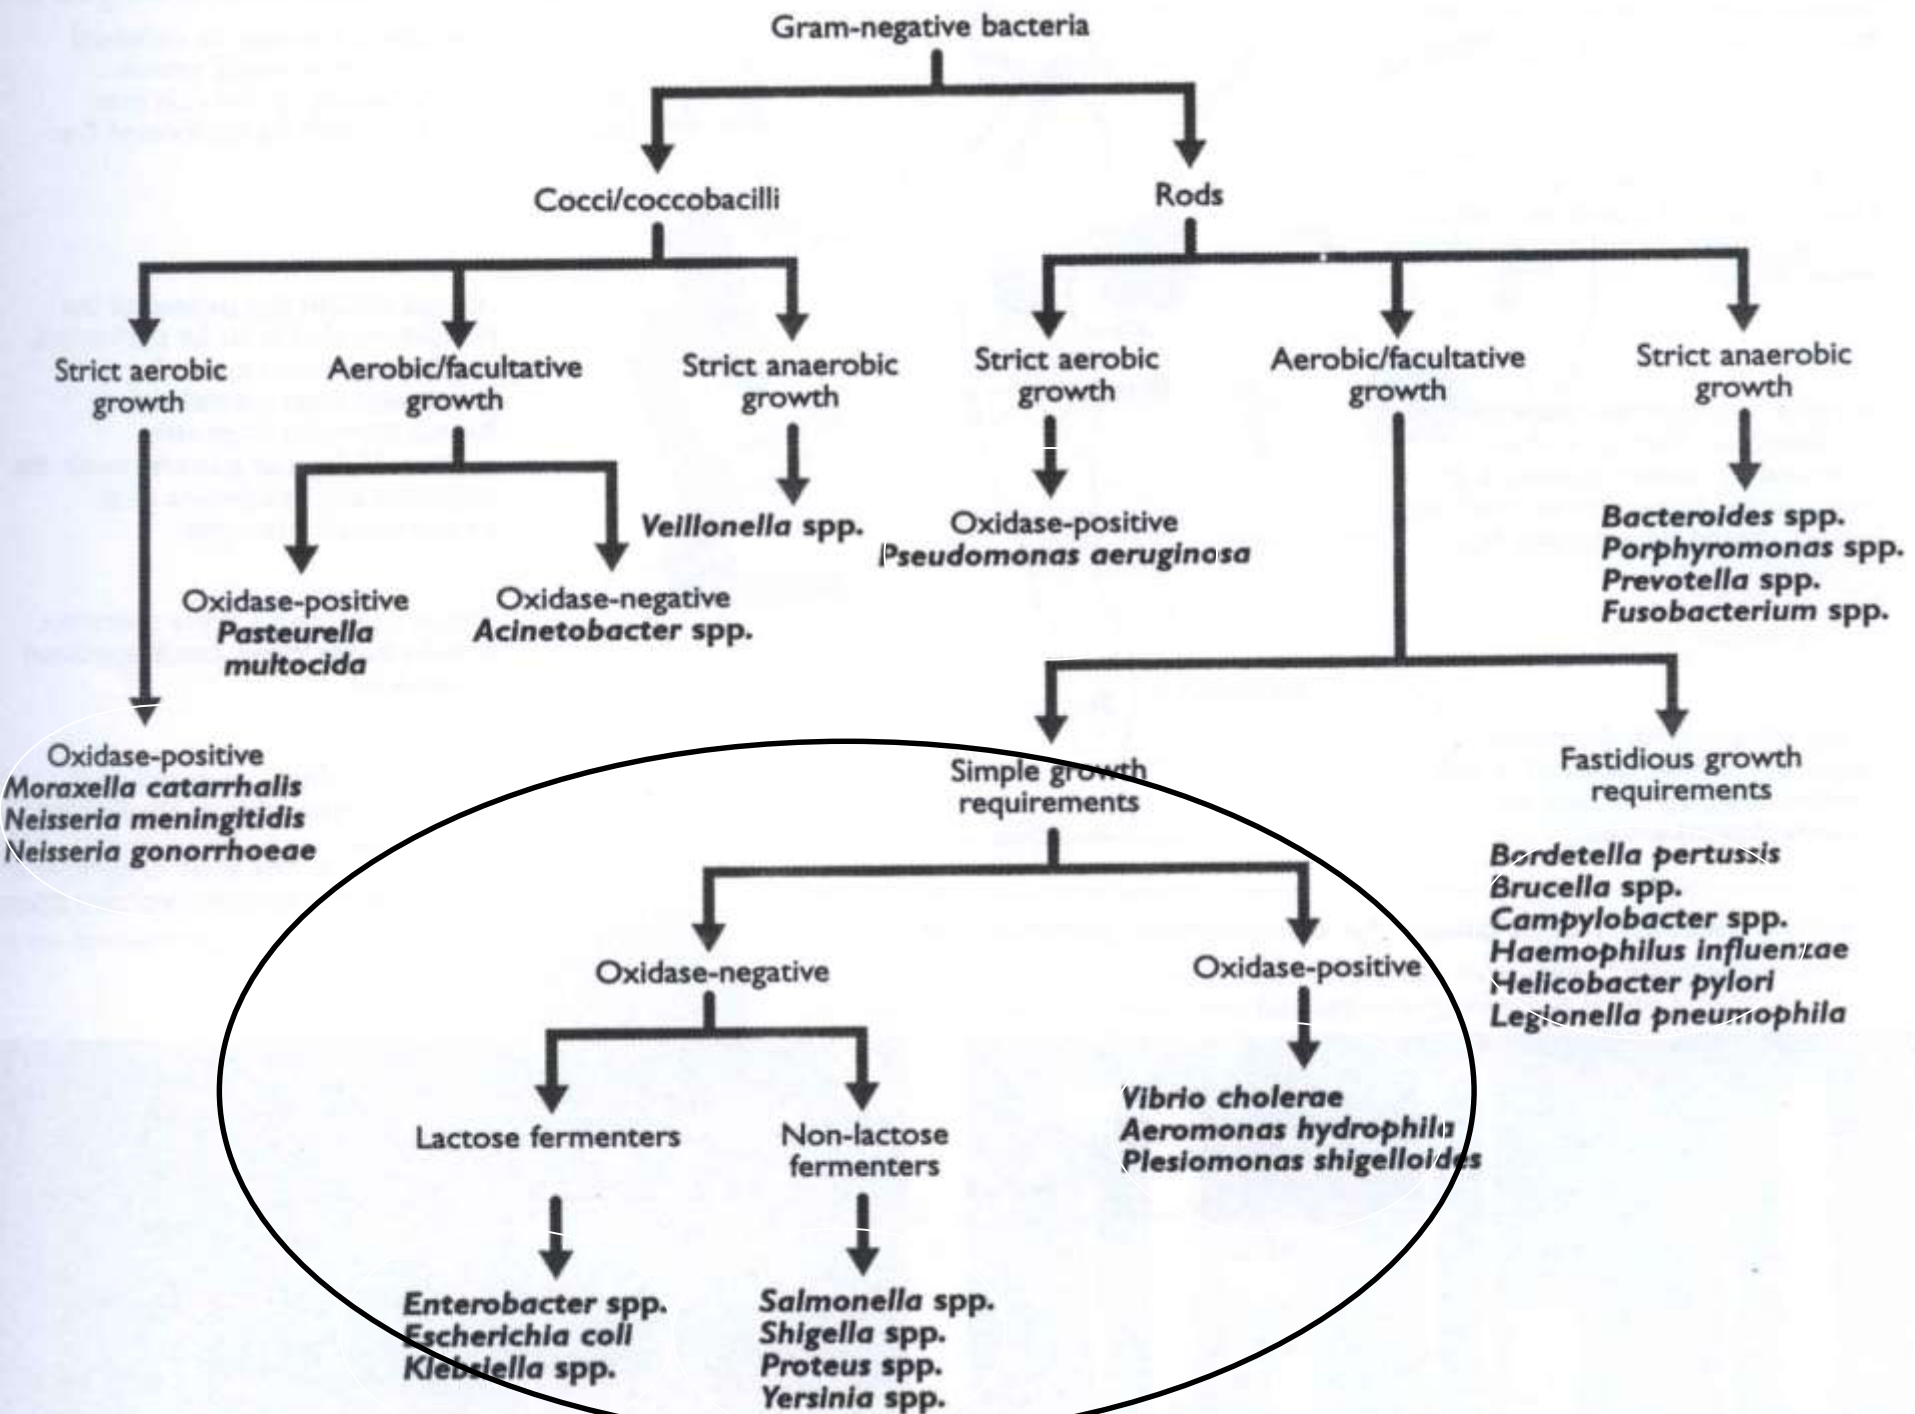 Gram-negative bacteria
Cocci/coccobacilli
Rods
Strict aerobic
growth
Aerobic/facultative
growth
Strict anaerobic
growth
Strict aerobic
growth
Aerobic/facultative
growth
Strict anaerobic
growth
Oxidase-positive
Pasteurella
multocida
Oxidase-negative
Acinetobacter spp.
Veillonella spp.
Oxidase-positive
Pseudomonas aeruginosa
Bacteroides spp.
Porphyromonas spp.
Prevotella spp.
Fusobacterium spp.
Oxidase-positive
Moraxella catarrhalis
Neisseria meningitidis
Neisseria gonorrhoeae
Simple growth
requirements
Fastidious growth
requirements
Bordetella pertussis
Brucella spp.
Campylobacter spp.
Haemophilus influenzae
Helicobacter pylori
Legionella pneumophila
Oxidase-negative
Oxidase-positive
Lactose fermenters
Non-lactose
fermenters
Vibrio cholerae
Aeromonas hydrophila
Plesiomonas shigelloides
Enterobacter spp.
Escherichia coli
Klebsiella spp.
Salmonella spp.
Shigella spp.
Proteus spp.
Yersinia spp.